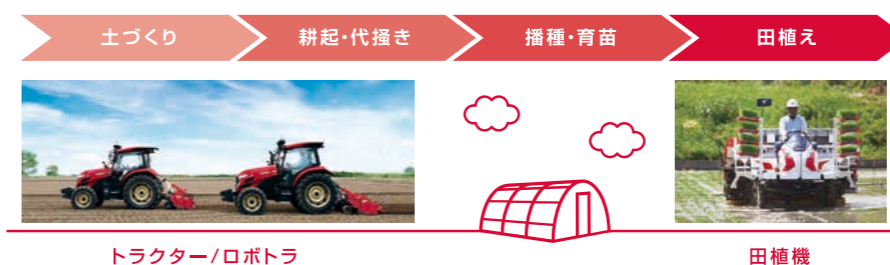 土づくり
耕起・代掻き
播種・育苗
田植え
トラクター/ロボトラ
田植機